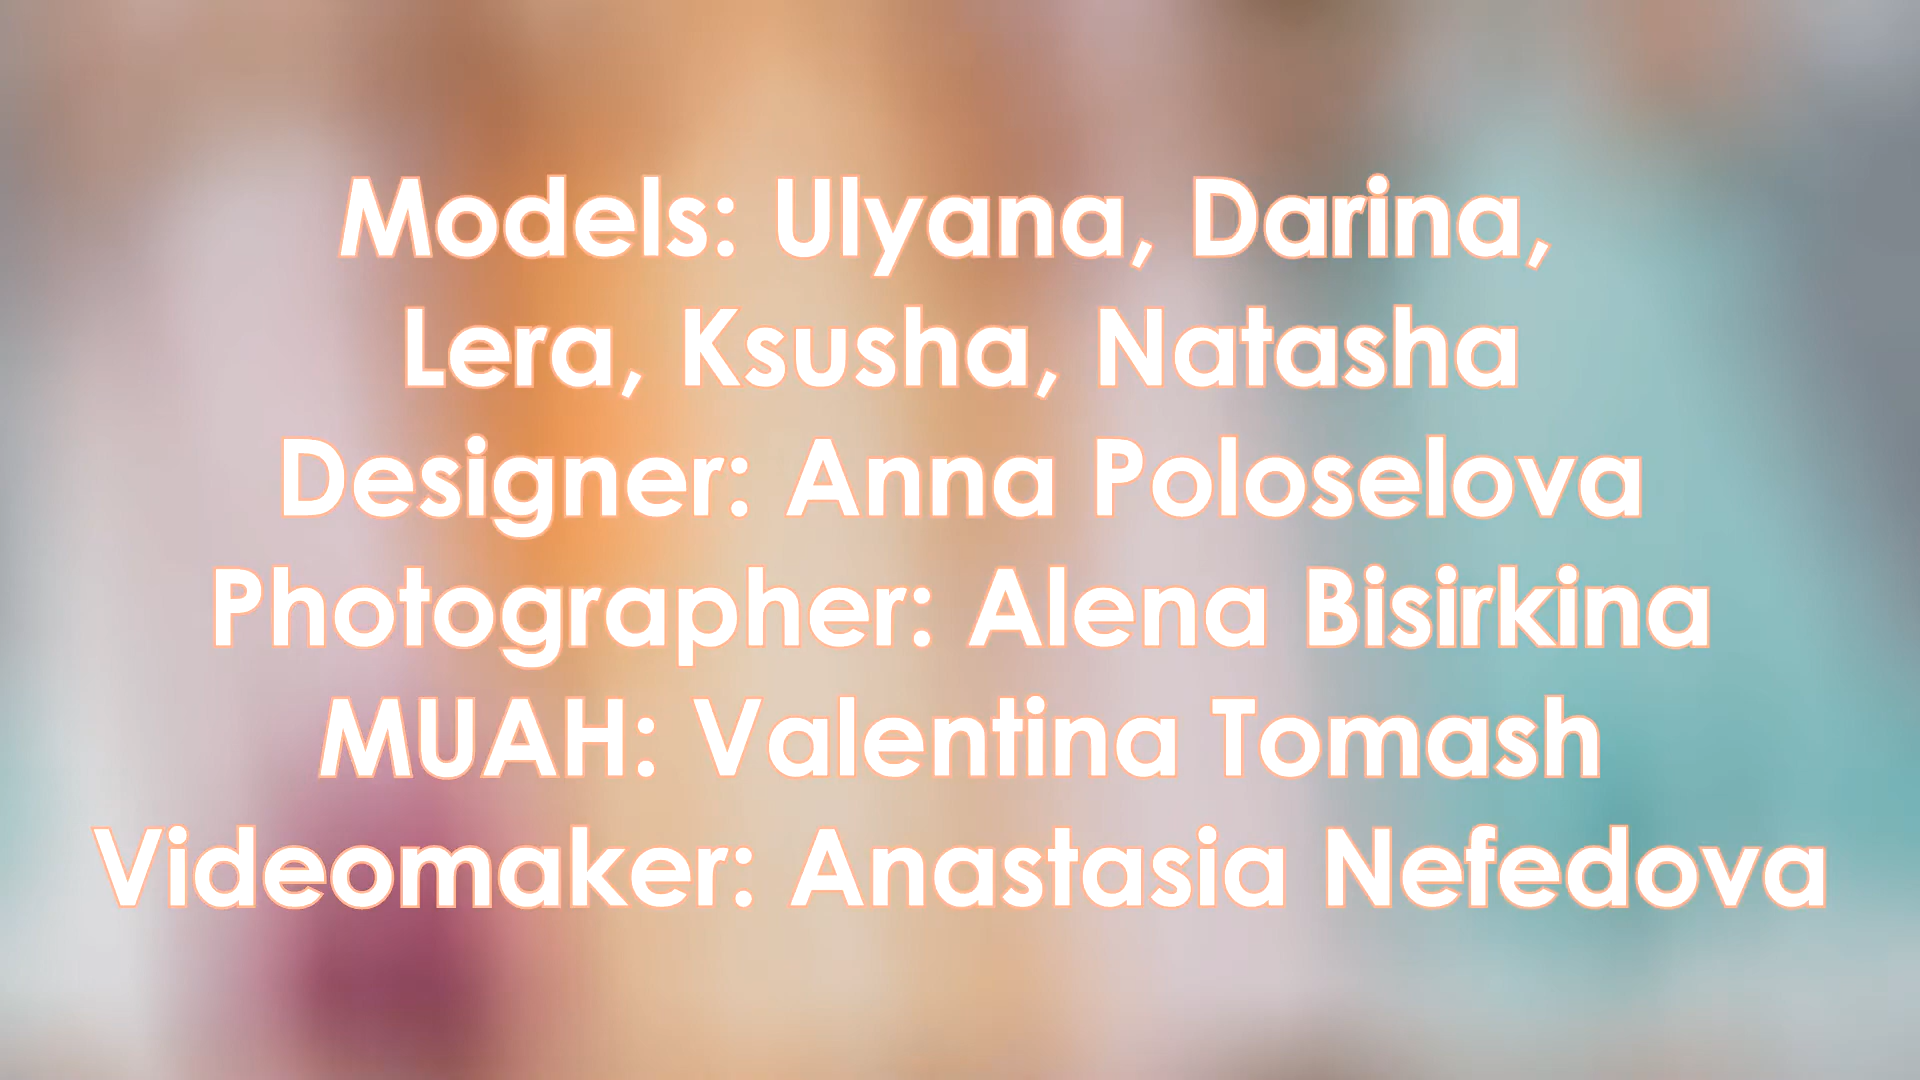 Models: Ulyana, Darina,
Lera, Ksusha, Natasha
Designer: Anna Poloselova
Photographer: Alena Bisirkina
MUAH: Valentina Tomash
Videomaker: Anastasia Nefedova